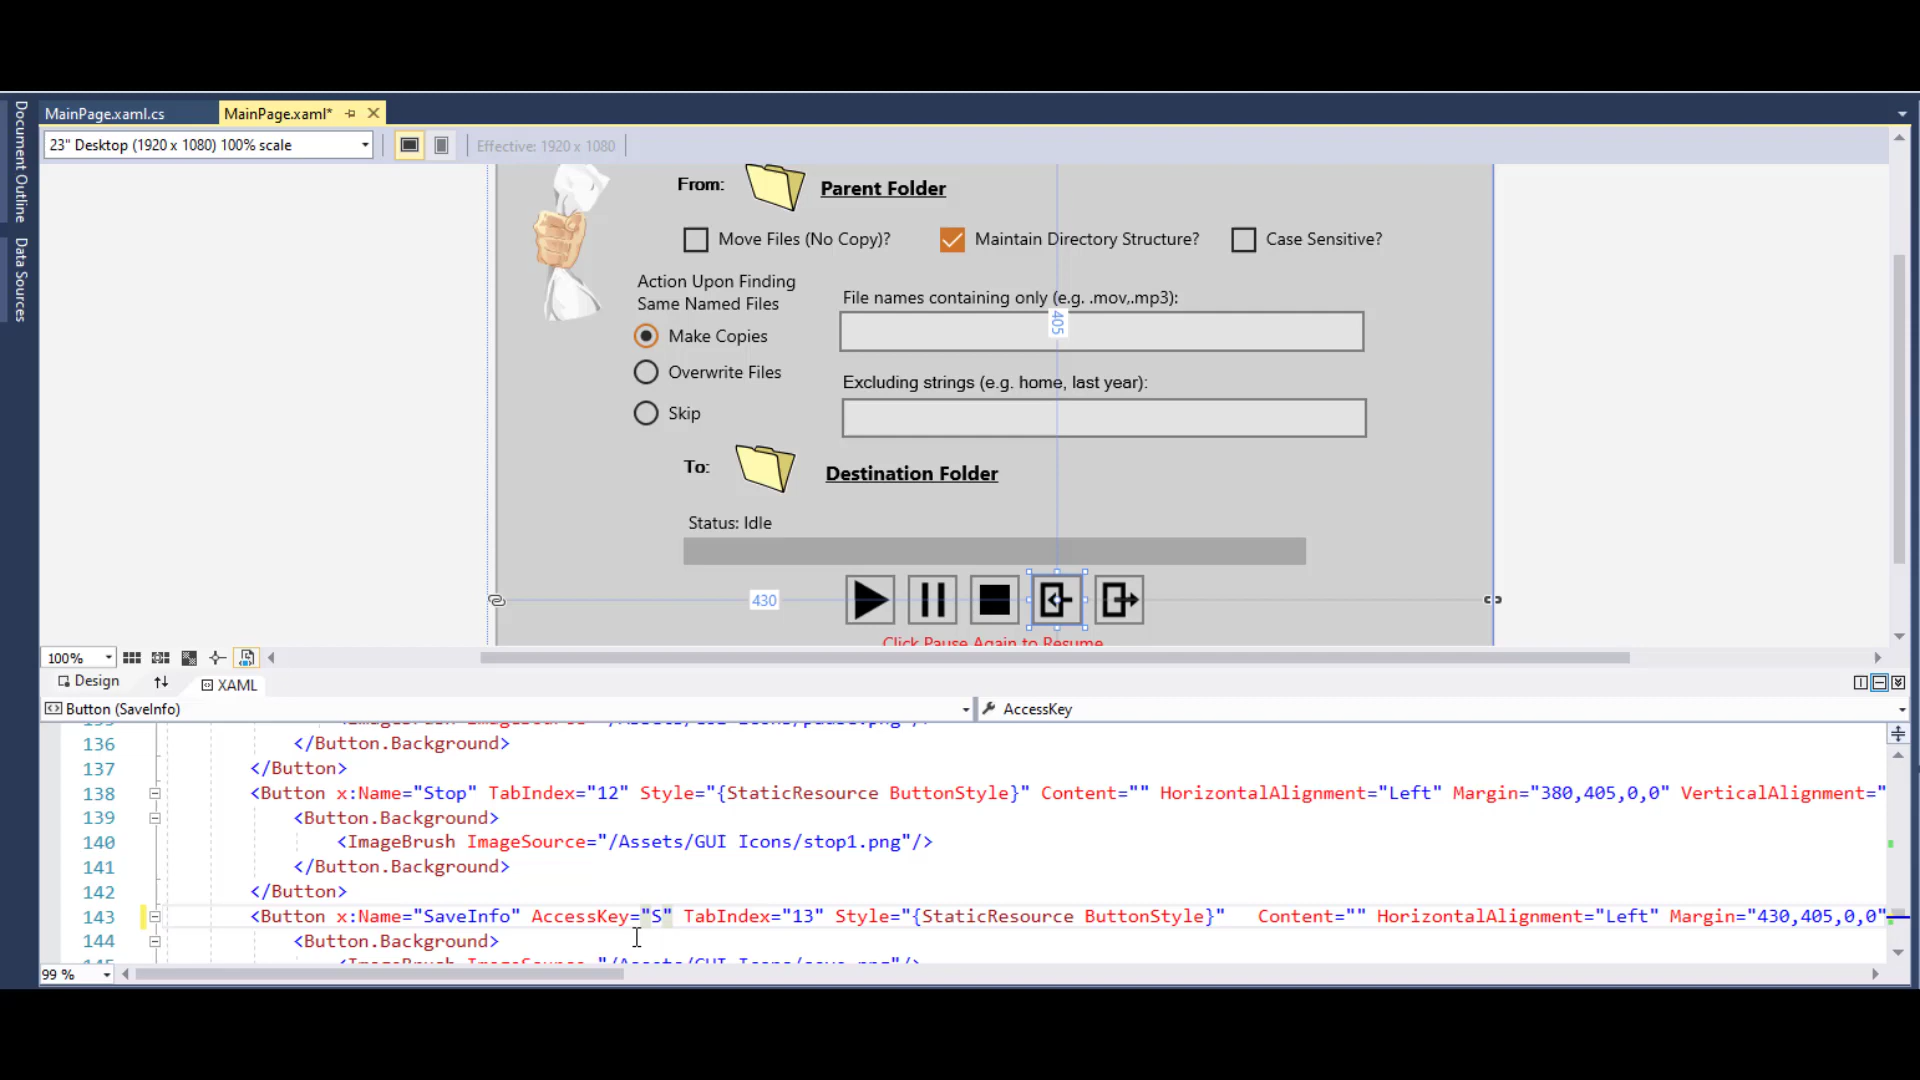 MainPage.xaml.cs
MainPage.xaml*
Document Outline
Data Sources
23" Desktop (1920 x 1080) 100% scale
Effective: 1920 x 1080
From:
Parent Folder
Move Files (No Copy)?
Maintain Directory Structure?
Case Sensitive?
Action Upon Finding
Same Named Files
File names containing only (e.g. .mov,.mp3):
405
Make Copies
Overwrite Files
Excluding strings (e.g. home, last year):
Skip
To:
Destination Folder
Status: Idle
430
Click Pause Again to Resume
100%
Design
XAML
Button (SaveInfo)
AccessKey
136 </Button.Background>
137 </Button>
138 <Button x:Name="Stop" TabIndex="12" Style="{StaticResource ButtonStyle}" Content="" HorizontalAlignment="Left" Margin="380,405,0,0" VerticalAlignment="
139 <Button.Background>
140 <ImageBrush ImageSource="/Assets/GUI Icons/stop1.png"/>
141 </Button.Background>
142 </Button>
143 <Button x:Name="SaveInfo" AccessKey="S" TabIndex="13" Style="{StaticResource ButtonStyle}" Content="" HorizontalAlignment="Left" Margin="430,405,0,0"
144 <Button.Background>
99 %